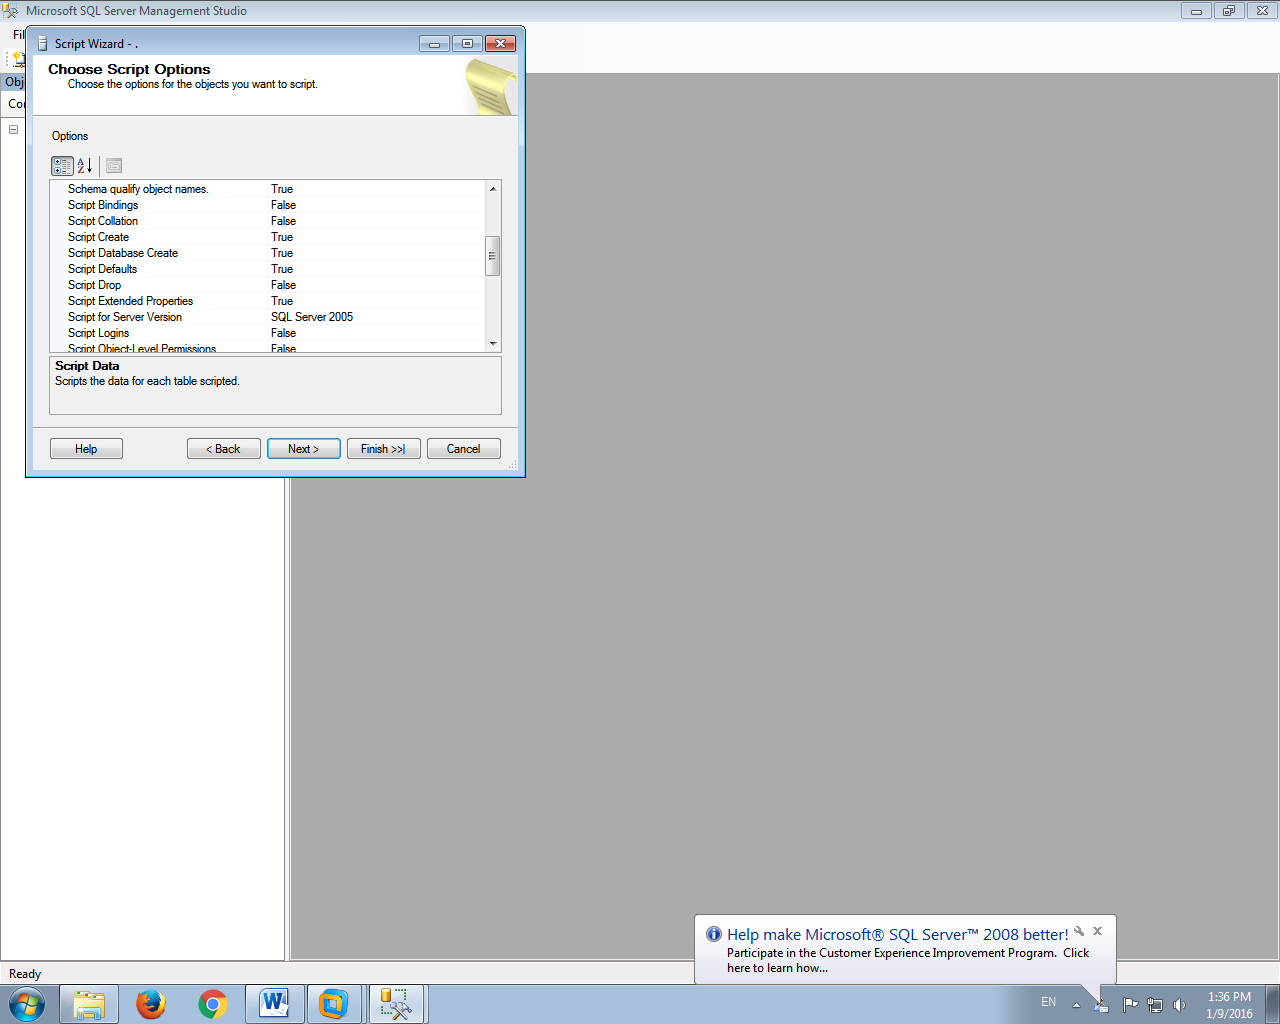 Microsoft SQL Server Management Studio
Fil
Script Wizard - .
Choose Script Options
Choose the options for the objects you want to script.
Obj
Co
Options
Schema qualify object names. True
Script Bindings False
Script Collation False
Script Create True
Script Database Create True
Script Defaults True
Script Drop False
Script Extended Properties True
Script for Server Version SQL Server 2005
Script Logins False
Script Object-Level Permissions False
Script Data
Scripts the data for each table scripted.
Help < Back Next > Finish >>| Cancel
Help make Microsoft® SQL Server™ 2008 better!
Participate in the Customer Experience Improvement Program. Click
here to learn how...
Ready
EN
1:36 PM
1/9/2016